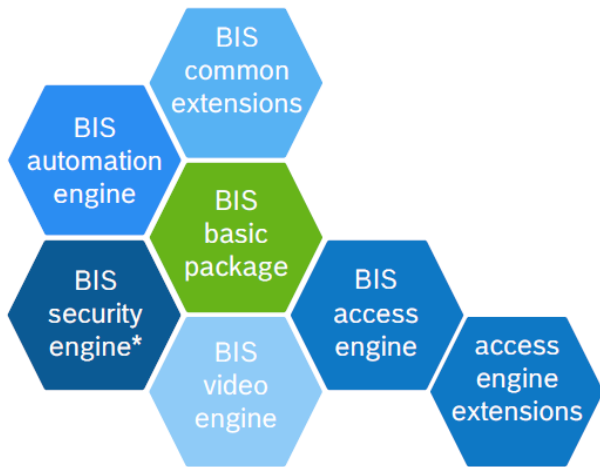 BIS
common
extensions
BIS
automation
engine
BIS
basic
package
BIS
security
engine*
BIS
access
engine
BIS
video
engine
access
engine
extensions